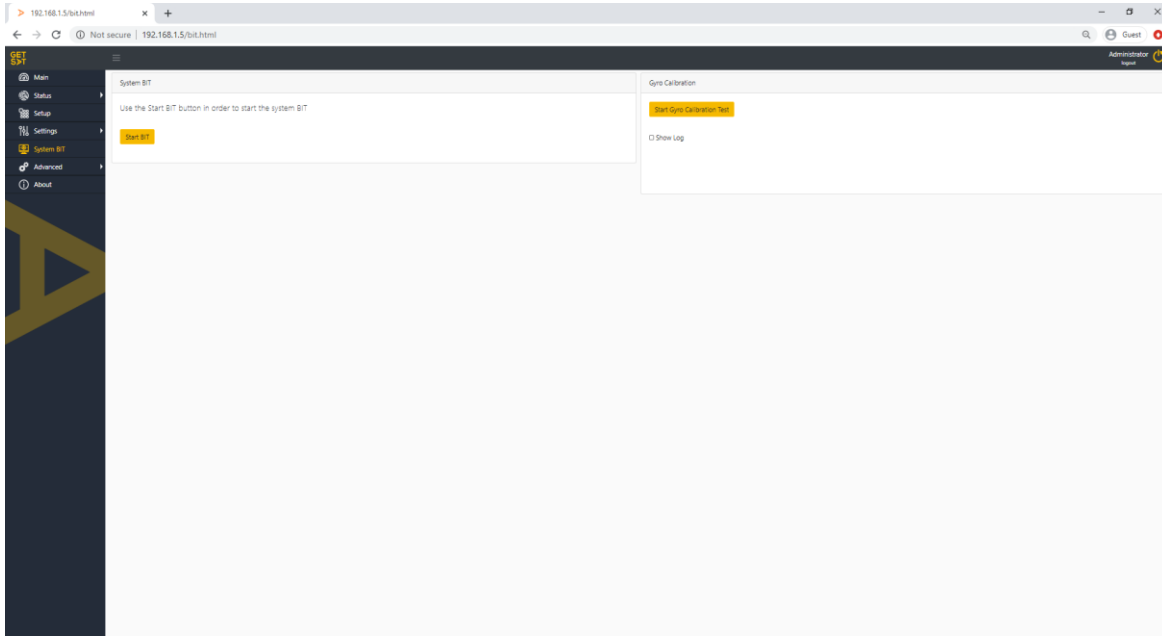 192.168.1.5/bit.html
Not secure | 192.168.1.5/bit.html
Guest
GET
SAT
Administrator
logout
Main
Status
Setup
Settings
System BIT
Advanced
About
System BIT
Use the Start BIT button in order to start the system BIT
Start BIT
Gyro Calibration
Start Gyro Calibration Test
Show Log